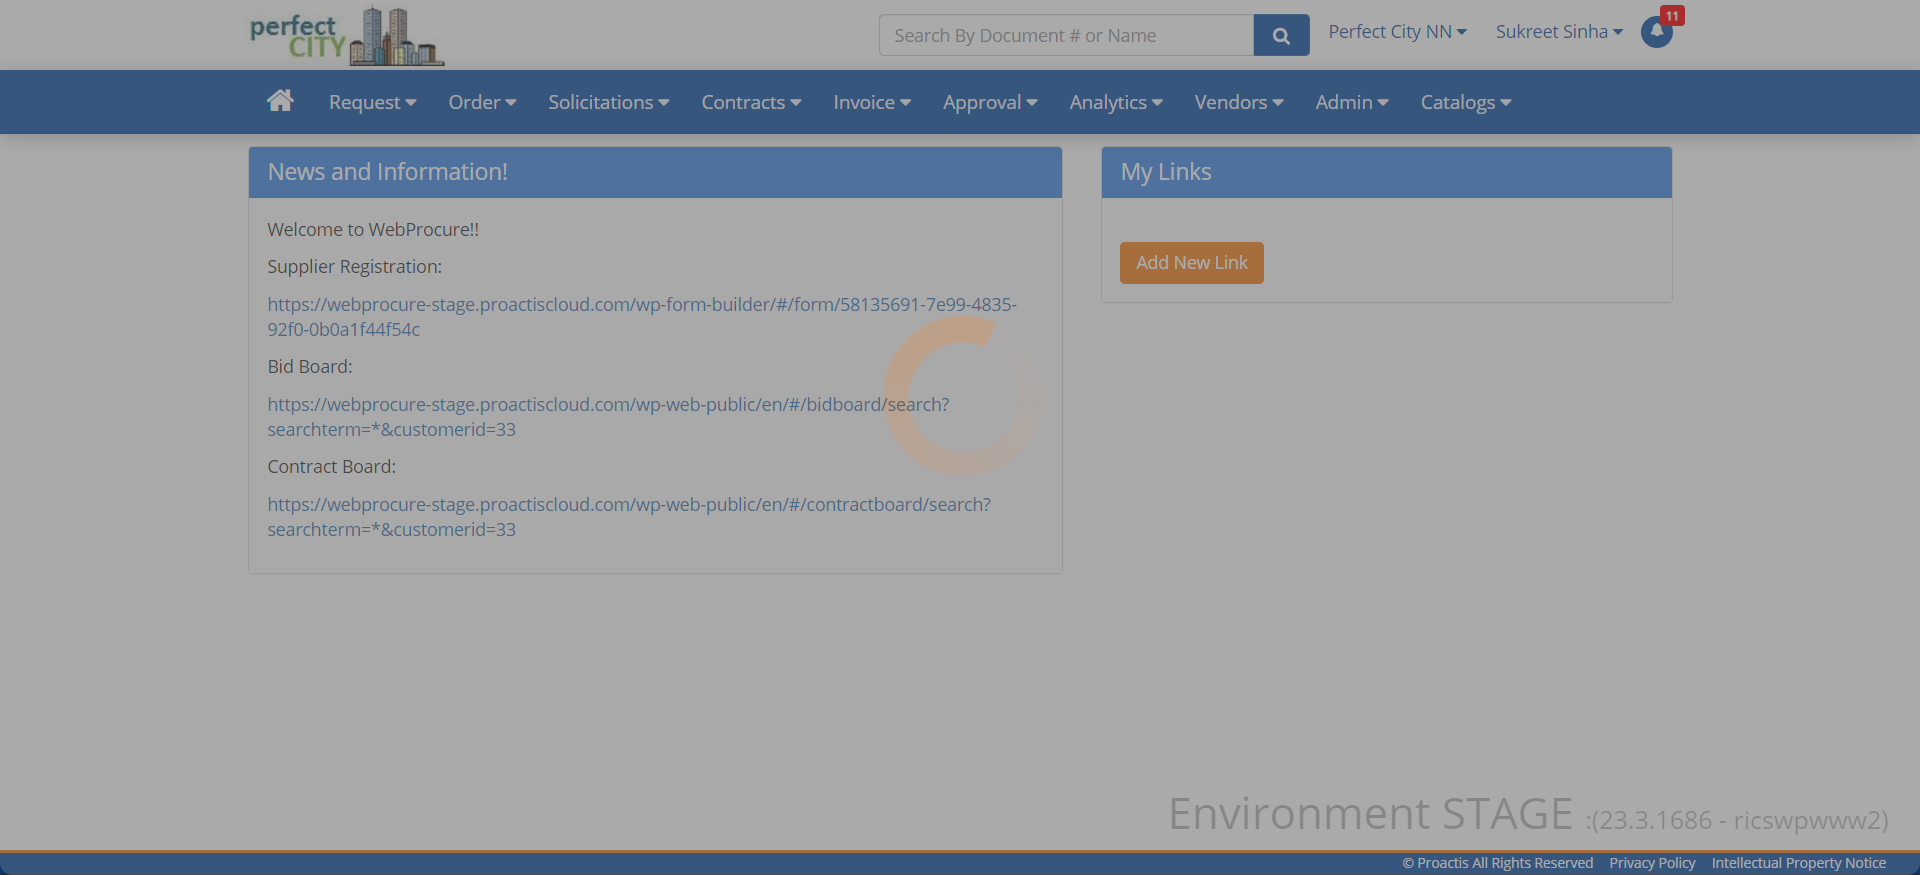 perfect
CITY
Search By Document # or Name
Perfect City NN
Sukreet Sinha
11
Request
Order
Solicitations
Contracts
Invoice
Approval
Analytics
Vendors
Admin
Catalogs
News and Information!
Welcome to WebProcure!!
Supplier Registration:
https://webprocure-stage.proactiscloud.com/wp-form-builder/#/form/58135691-7e99-4835-
92f0-0b0a1f44f54c
Bid Board:
https://webprocure-stage.proactiscloud.com/wp-web-public/en/#/bidboard/search?
searchterm=*&customerid=33
Contract Board:
https://webprocure-stage.proactiscloud.com/wp-web-public/en/#/contractboard/search?
searchterm=*&customerid=33
My Links
Add New Link
Environment STAGE :(23.3.1686 - ricswpwww2)
© Proactis All Rights Reserved Privacy Policy Intellectual Property Notice